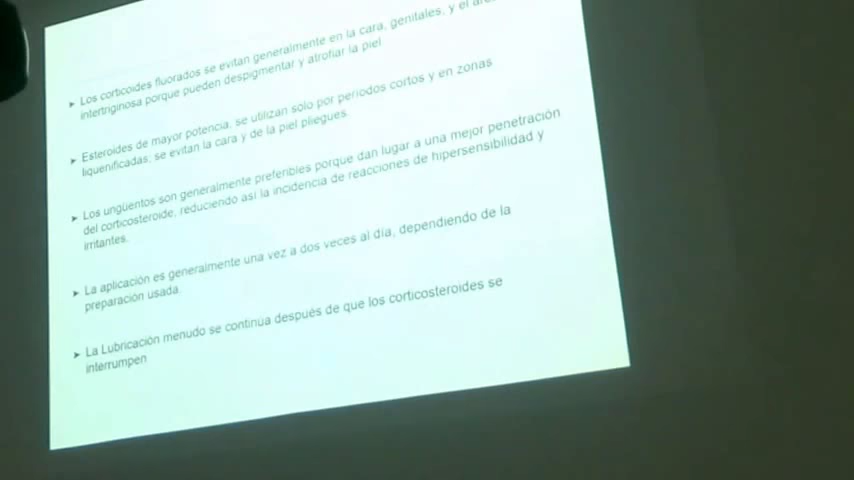 ➤ Los corticoides fluorados se evitan generalmente en la cara, genitales, y el
intertriginosa porque pueden despigmentar y atrofiar la piel
➤ Esteroides de mayor potencia, se utilizan solo por periodos cortos y en zonas
liquenificadas, se evitan la cara y de la piel pliegues.
➤ Los ungüentos son generalmente preferibles porque dan lugar a una mejor penetración
del corticosteroide, reduciendo así la incidencia de reacciones de hipersensibilidad y
irritantes.
➤ La aplicación es generalmente una vez a dos veces al día, dependiendo de la
preparación usada.
➤ La Lubricación menudo se continúa después de que los corticosteroides se
interrumpen